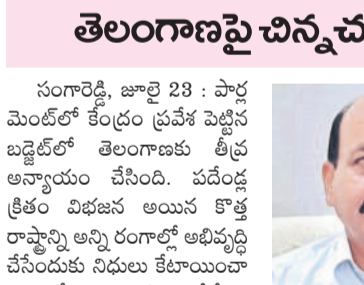 తెలంగాణపై చిన్నచ
సంగారెడ్డి, జూలై 23 : పార్ల
మెంట్‌లో కేంద్రం ప్రవేశ పెట్టిన
బడ్జెట్‌లో తెలంగాణకు తీవ్ర
అన్యాయం చేసింది. పదేండ్ల
క్రితం విభజన అయిన కొత్త
రాష్ట్రాన్ని అన్ని రంగాల్లో అభివృద్ధి
చేసేందుకు నిధులు కేటాయించా